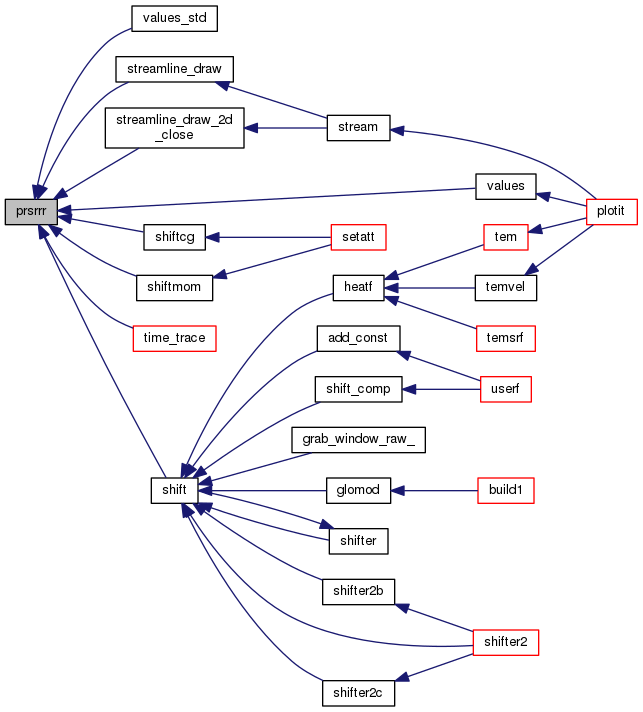 values_std
streamline_draw
streamline_draw_2d
_close
stream
values
prsrrr
plotit
shiftcg
setatt
tem
shiftmom
heatf
temvel
time_trace
add_const
temsrf
shift_comp
userf
grab_window_raw_
shift
glomod
build1
shifter
shifter2b
shifter2
shifter2c